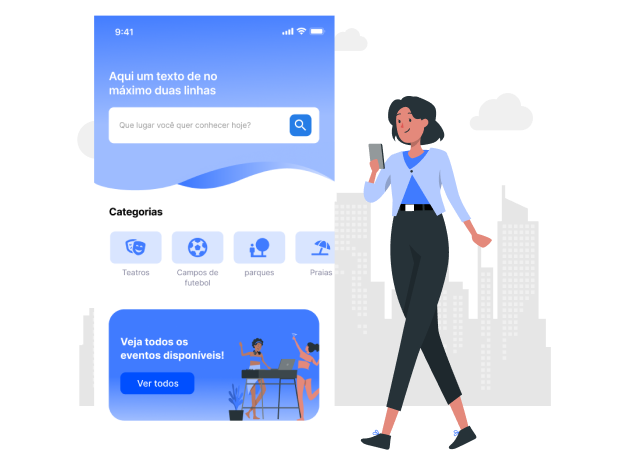 9:41
Aqui um texto de no
máximo duas linhas
Que lugar você quer conhecer hoje?
Categorias
Teatros
Campos de
futebol
parques
Praias
Veja todos os
eventos disponíveis!
Ver todos